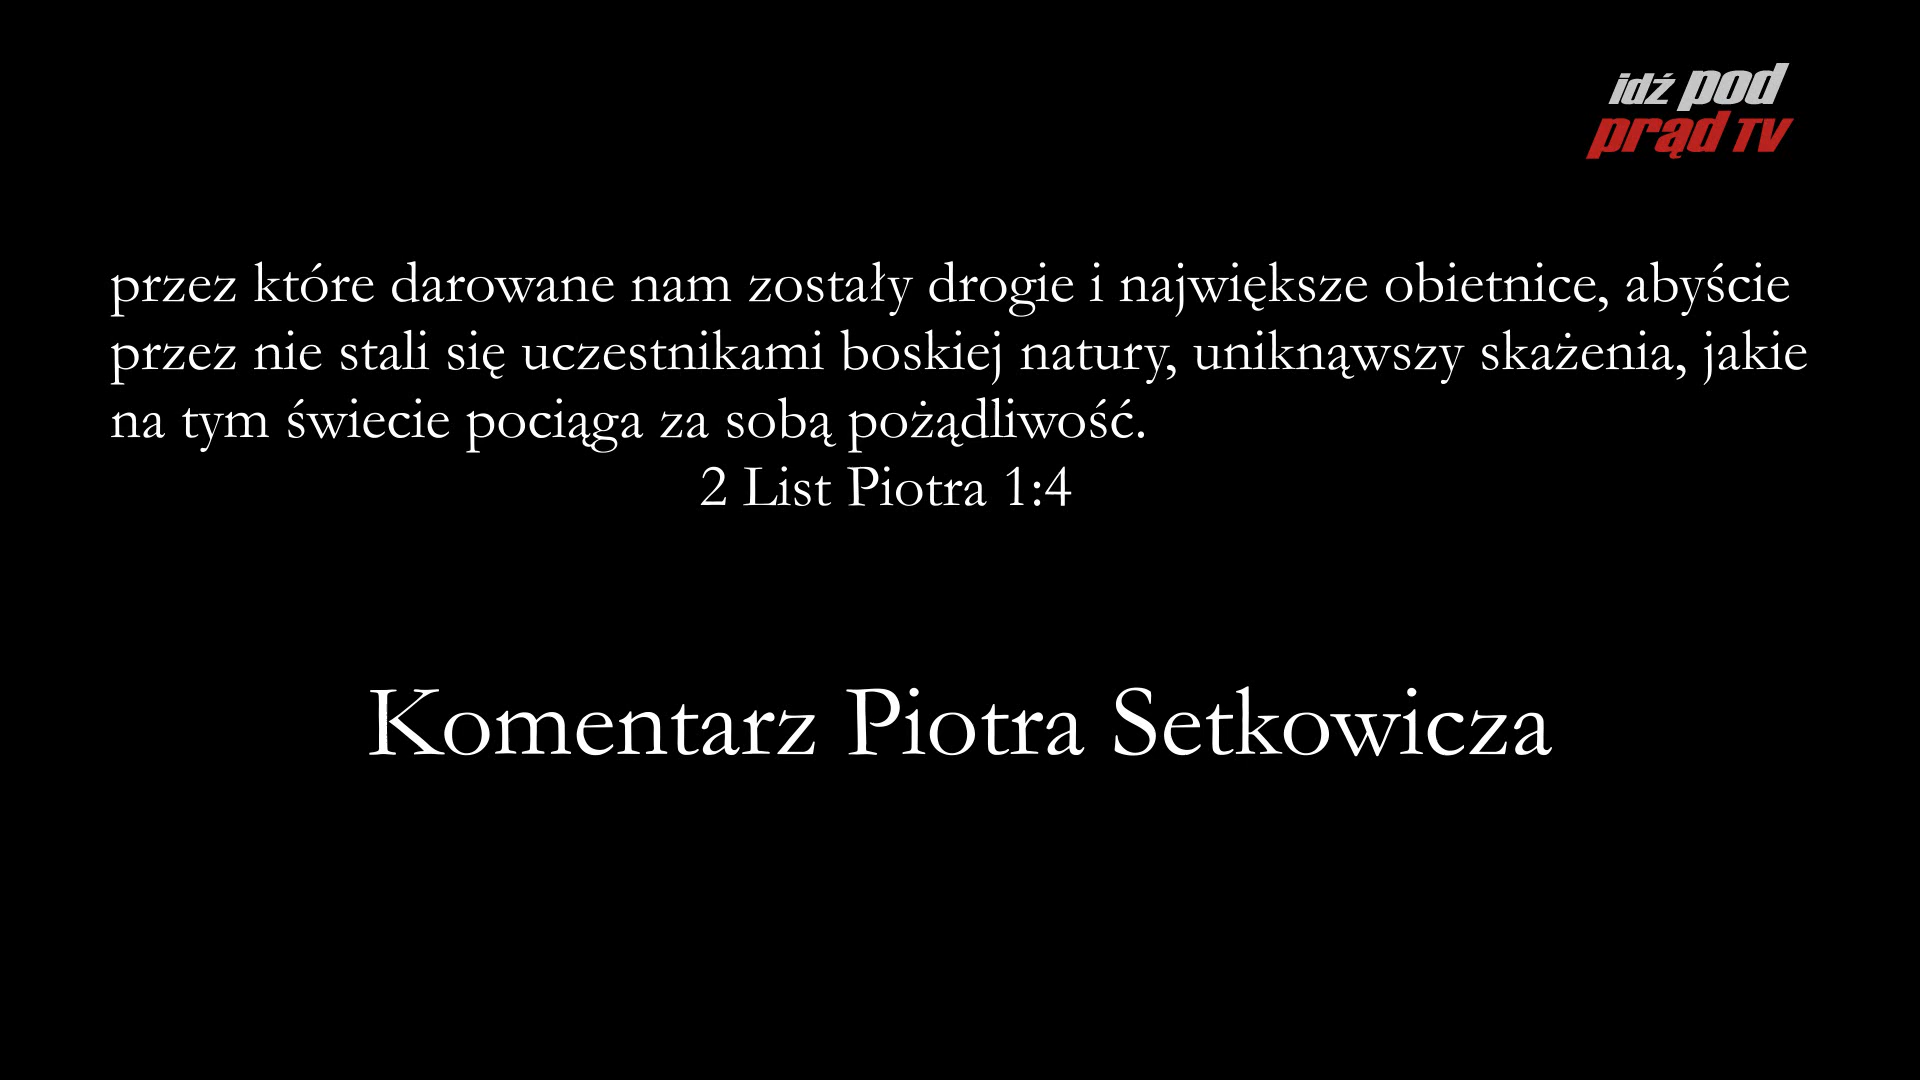 idź pod
prąd TV
przez które darowane nam zostały drogie i największe obietnice, abyście
przez nie stali się uczestnikami boskiej natury, uniknąwszy skażenia, jakie
na tym świecie pociąga za sobą pożądliwość.
2 List Piotra 1:4
Komentarz Piotra Setkowicza